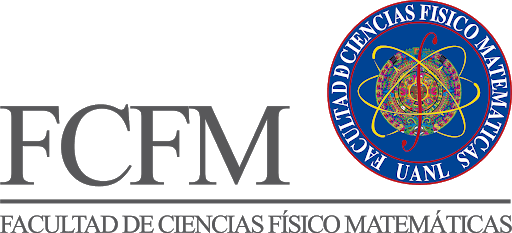 FCFM
FACULTAD DE CIENCIAS FISICO MATEMATICAS
UANL
FACULTAD DE CIENCIAS FÍSICO MATEMÁTICAS